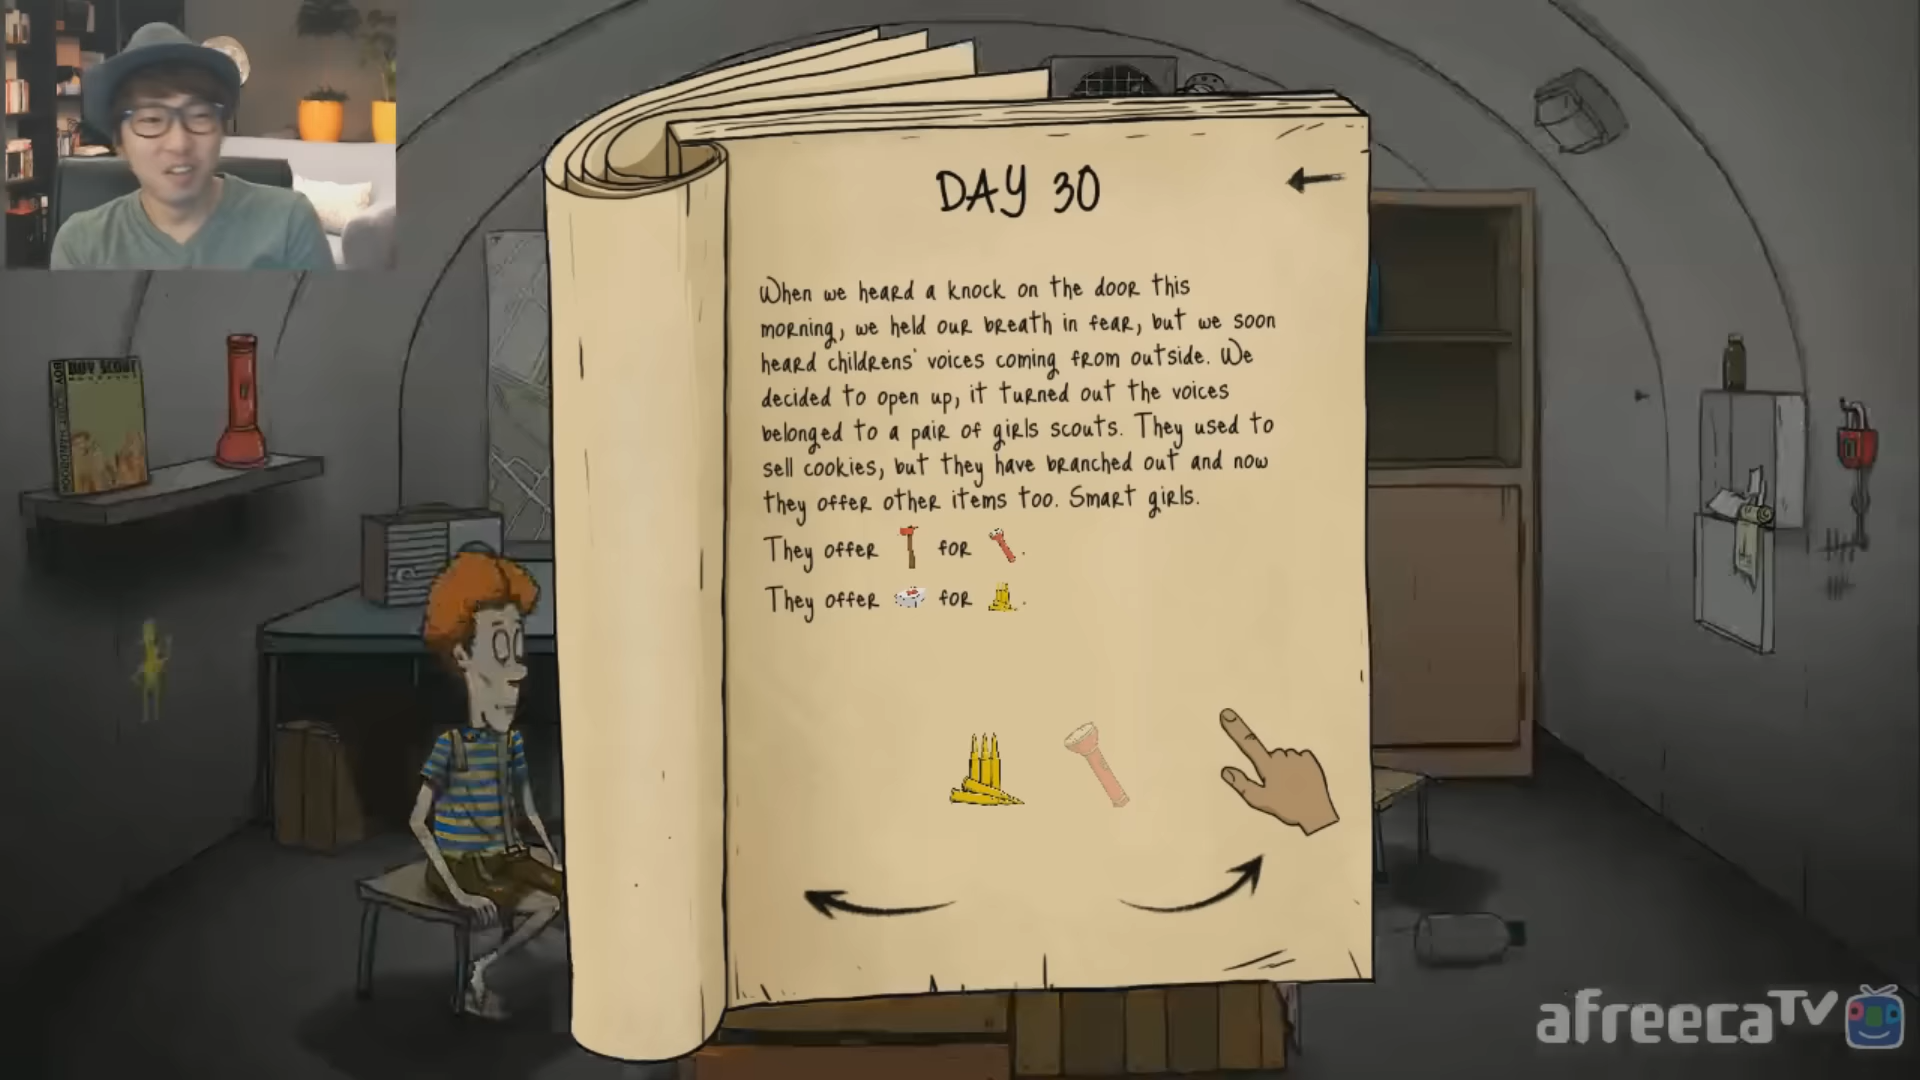 DAY 30
When we heard a knock on the door this
morning, we held our breath in fear, but we soon
heard childrens' voices coming from outside. We
decided to open up, it turned out the voices
belonged to a pair of girls scouts. They used to
sell cookies, but they have branched out and now
they offer other items too. Smart girls.
They offer for .
They offer for .
BOY SCOUT
afreecaTV